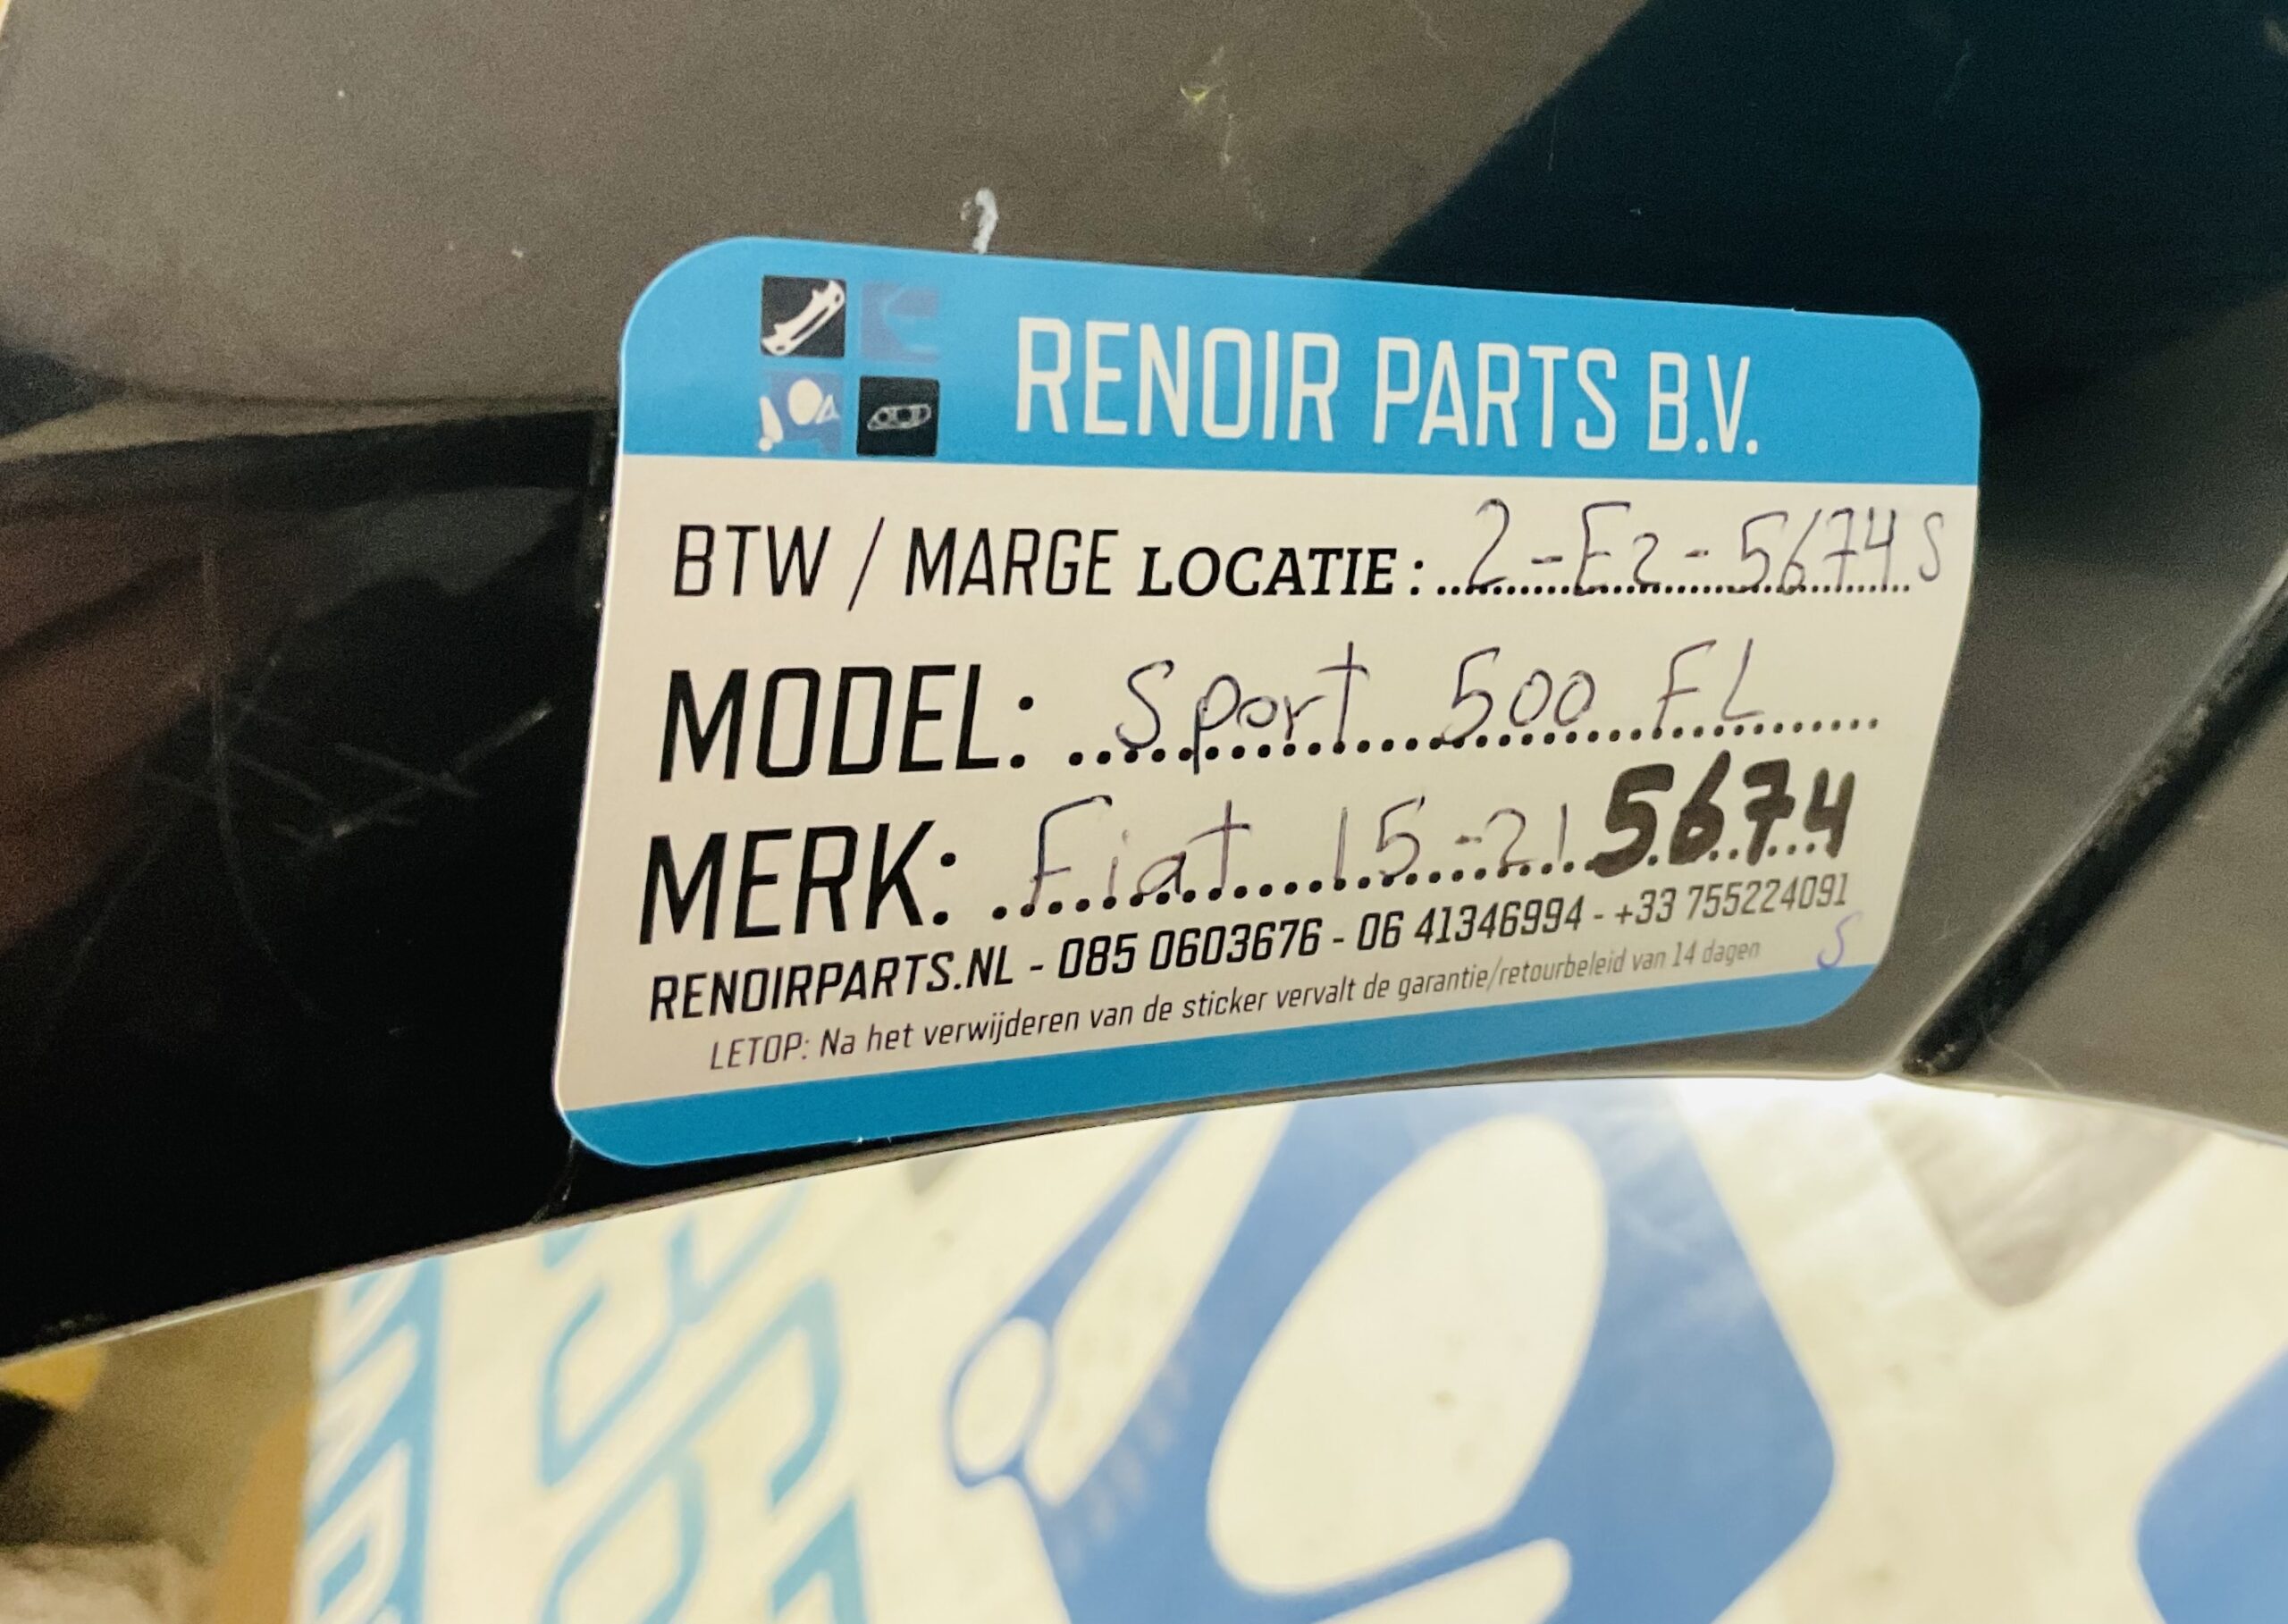 RENOIR PARTS B.V.
BTW / MARGE LOCATIE: 2-E2-5674 S
MODEL: Sport 500 FL
MERK: Fiat 15-21 5674
RENOIRPARTS.NL - 085 0603676 - 06 41346994 - +33 755224091
S
LETOP: Na het verwijderen van de sticker vervalt de garantie/retourbeleid van 14 dagen